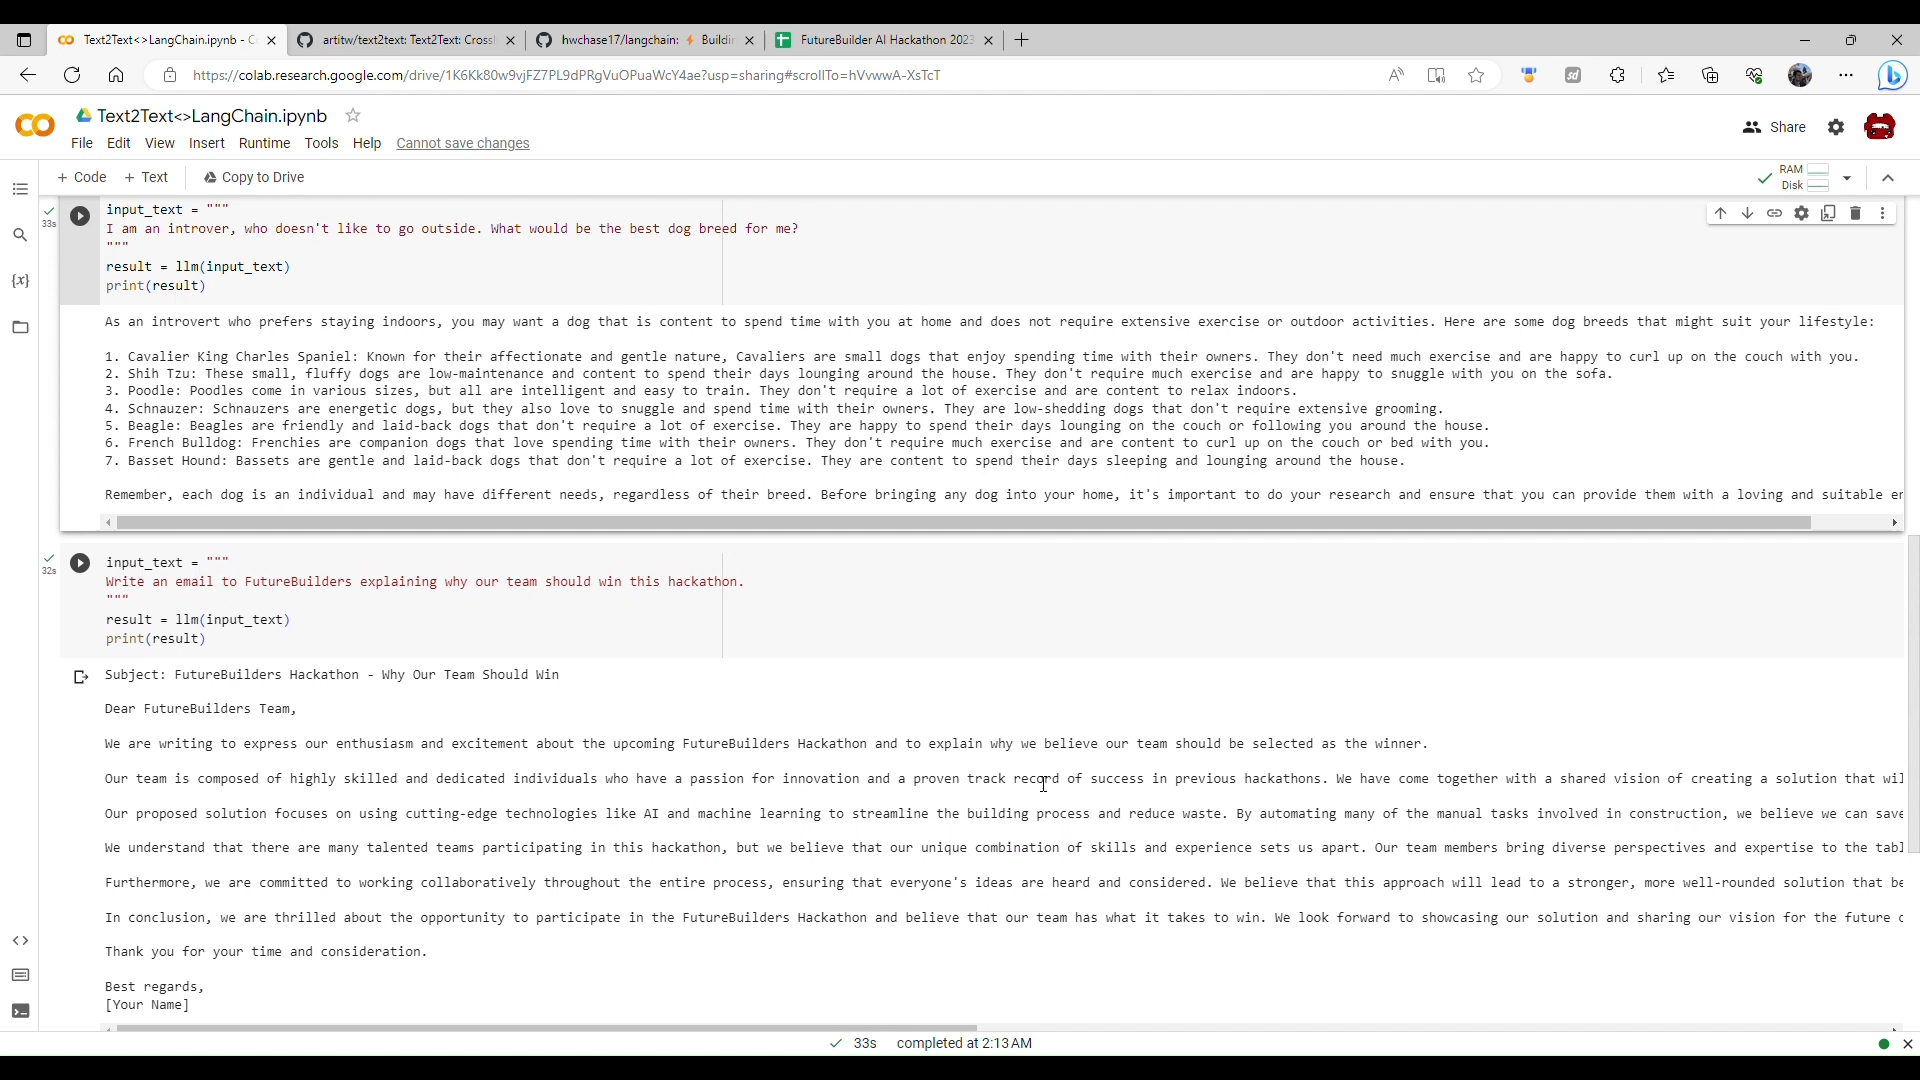 Text2Text<>LangChain.ipynb - C
artitw/text2text: Text2Text: Cross
hwchase17/langchain: ⚡ Buildin
FutureBuilder AI Hackathon 2023
https://colab.research.google.com/drive/1K6Kk80w9vjFZ7PL9dPRgVuOPuaWcY4ae?usp=sharing#scrollTo=hVvwwA-XsTcT
Text2Text<>LangChain.ipynb
File Edit View Insert Runtime Tools Help Cannot save changes
Share
+ Code + Text Copy to Drive
RAM
Disk
33s
input_text = """
I am an introver, who doesn't like to go outside. What would be the best dog breed for me?
"""
result = llm(input_text)
print(result)
As an introvert who prefers staying indoors, you may want a dog that is content to spend time with you at home and does not require extensive exercise or outdoor activities. Here are some dog breeds that might suit your lifestyle:
1. Cavalier King Charles Spaniel: Known for their affectionate and gentle nature, Cavaliers are small dogs that enjoy spending time with their owners. They don't need much exercise and are happy to curl up on the couch with you.
2. Shih Tzu: These small, fluffy dogs are low-maintenance and content to spend their days lounging around the house. They don't require much exercise and are happy to snuggle with you on the sofa.
3. Poodle: Poodles come in various sizes, but all are intelligent and easy to train. They don't require a lot of exercise and are content to relax indoors.
4. Schnauzer: Schnauzers are energetic dogs, but they also love to snuggle and spend time with their owners. They are low-shedding dogs that don't require extensive grooming.
5. Beagle: Beagles are friendly and laid-back dogs that don't require a lot of exercise. They are happy to spend their days lounging on the couch or following you around the house.
6. French Bulldog: Frenchies are companion dogs that love spending time with their owners. They don't require much exercise and are content to curl up on the couch or bed with you.
7. Basset Hound: Bassets are gentle and laid-back dogs that don't require a lot of exercise. They are content to spend their days sleeping and lounging around the house.
Remember, each dog is an individual and may have different needs, regardless of their breed. Before bringing any dog into your home, it's important to do your research and ensure that you can provide them with a loving and suitable en
32s
input_text = """
Write an email to FutureBuilders explaining why our team should win this hackathon.
"""
result = llm(input_text)
print(result)
Subject: FutureBuilders Hackathon - Why Our Team Should Win
Dear FutureBuilders Team,
We are writing to express our enthusiasm and excitement about the upcoming FutureBuilders Hackathon and to explain why we believe our team should be selected as the winner.
Our team is composed of highly skilled and dedicated individuals who have a passion for innovation and a proven track record of success in previous hackathons. We have come together with a shared vision of creating a solution that wil
Our proposed solution focuses on using cutting-edge technologies like AI and machine learning to streamline the building process and reduce waste. By automating many of the manual tasks involved in construction, we believe we can save
We understand that there are many talented teams participating in this hackathon, but we believe that our unique combination of skills and experience sets us apart. Our team members bring diverse perspectives and expertise to the tabl
Furthermore, we are committed to working collaboratively throughout the entire process, ensuring that everyone's ideas are heard and considered. We believe that this approach will lead to a stronger, more well-rounded solution that be
In conclusion, we are thrilled about the opportunity to participate in the FutureBuilders Hackathon and believe that our team has what it takes to win. We look forward to showcasing our solution and sharing our vision for the future o
Thank you for your time and consideration.
Best regards,
[Your Name]
33s completed at 2:13 AM